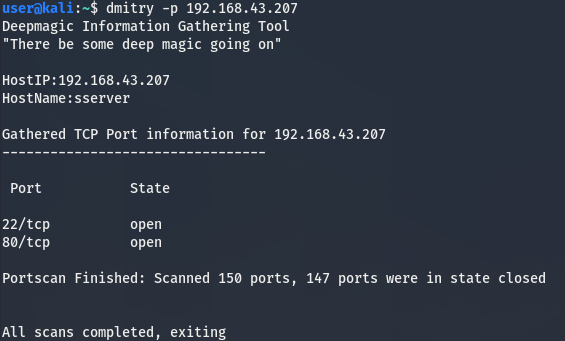 user@kali:~$ dmitry -p 192.168.43.207
Deepmagic Information Gathering Tool
"There be some deep magic going on"
HostIP:192.168.43.207
HostName:sserver
Gathered TCP Port information for 192.168.43.207
---------------------------------
Port State
22/tcp open
80/tcp open
Portscan Finished: Scanned 150 ports, 147 ports were in state closed
All scans completed, exiting